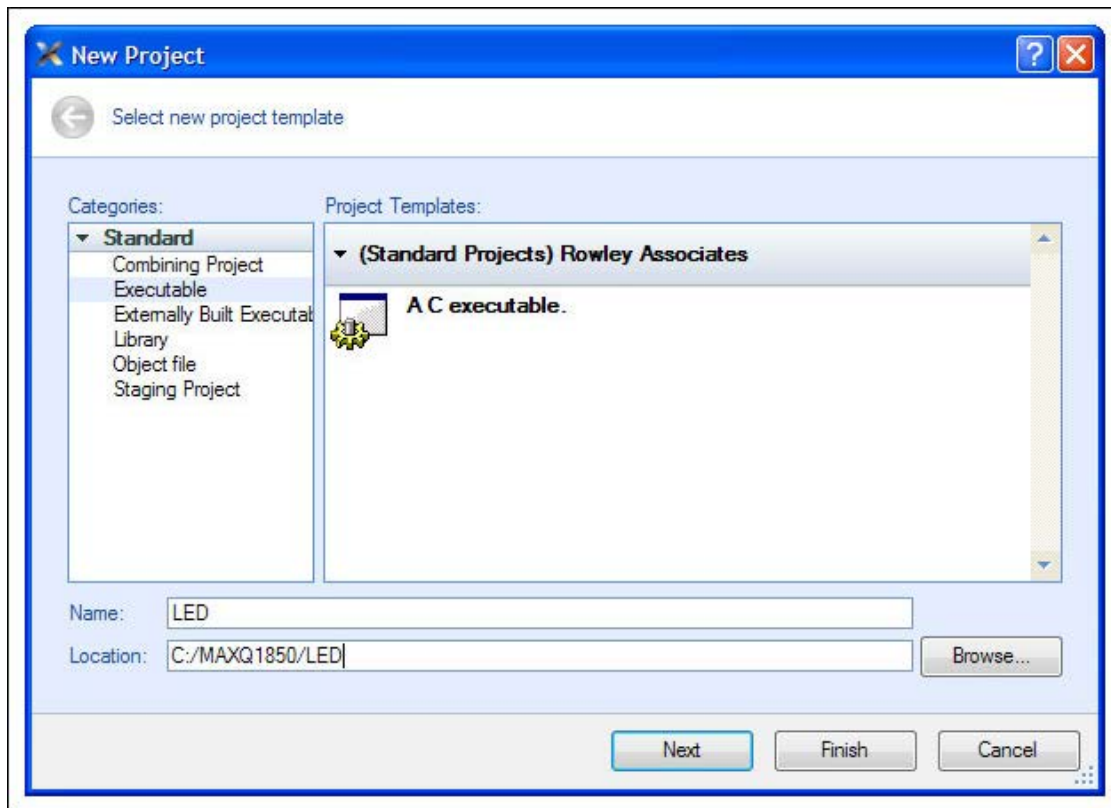 New Project
Select new project template
Categories:
Standard
Combining Project
Executable
Externally Built Executab
Library
Object file
Staging Project
Project Templates:
(Standard Projects) Rowley Associates
A C executable.
Name: LED
Location: C:/MAXQ1850/LED
Browse...
Next Finish Cancel